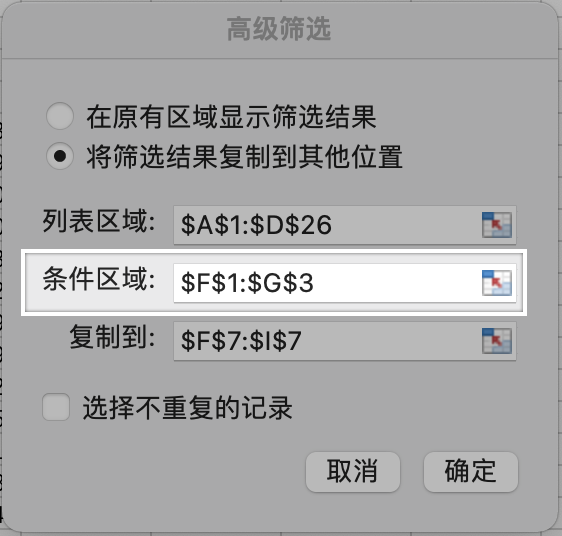 高级筛选
在原有区域显示筛选结果
将筛选结果复制到其他位置
列表区域: $A$1:$D$26
条件区域: $F$1:$G$3
复制到: $F$7:$I$7
选择不重复的记录
取消 确定